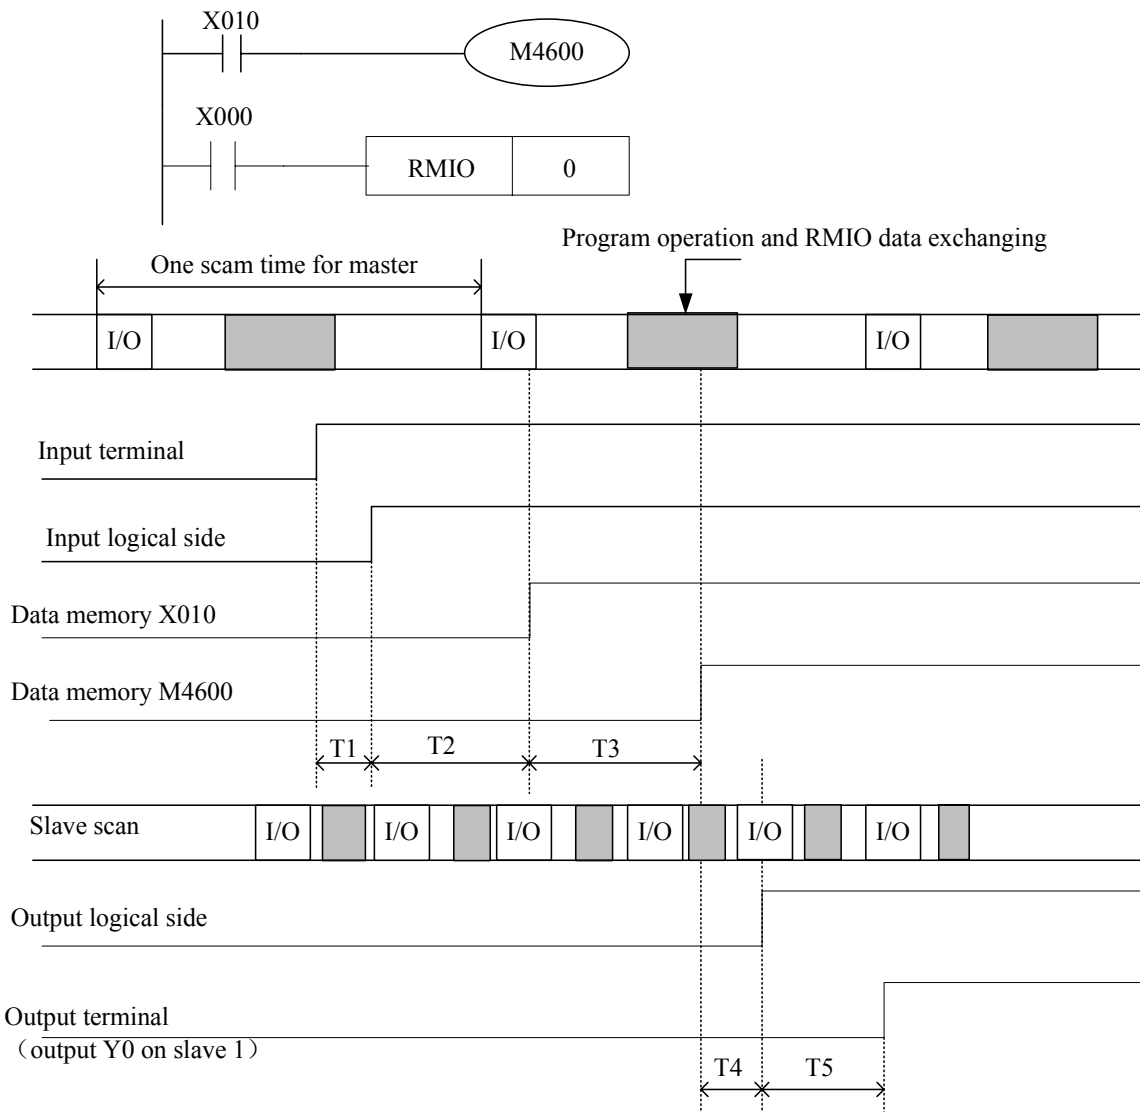 X010
M4600
X000
RMIO 0
Program operation and RMIO data exchanging
One scam time for master
I/O I/O I/O
Input terminal
Input logical side
Data memory X010
Data memory M4600
T1 T2 T3
Slave scan I/O I/O I/O I/O I/O I/O
Output logical side
Output terminal
（output Y0 on slave 1）
T4 T5